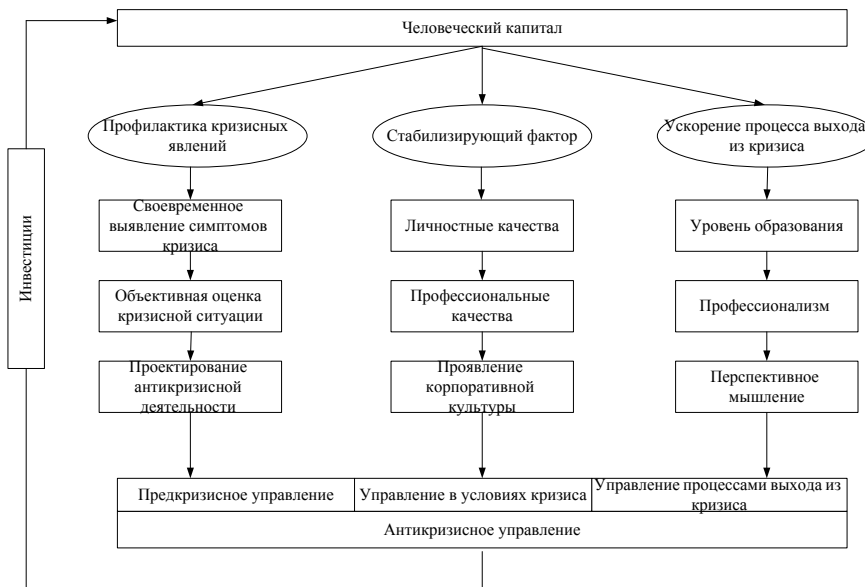 Человеческий капитал
Профилактика кризисных
явлений
Стабилизирующий фактор
Ускорение процесса выхода
из кризиса
Инвестиции
Своевременное
выявление симптомов
кризиса
Личностные качества
Уровень образования
Объективная оценка
кризисной ситуации
Профессиональные
качества
Профессионализм
Проектирование
антикризисной
деятельности
Проявление
корпоративной
культуры
Перспективное
мышление
Предкризисное управление
Управление в условиях кризиса
Управление процессами выхода из
кризиса
Антикризисное управление